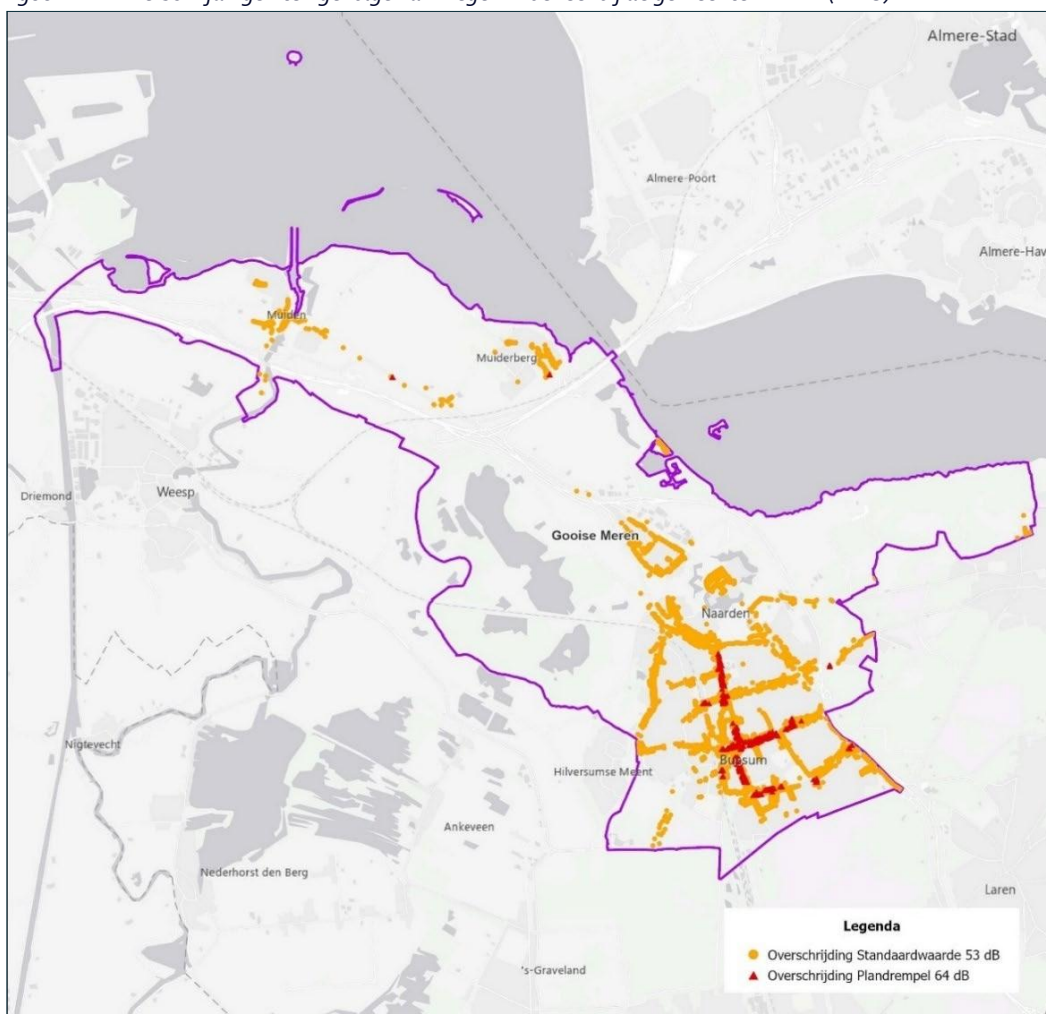 Almere-Stad
Almere-Poort
Almere-Hav
Muiden
Muiderberg
Driemond
Weesp
Gooise Meren
Naarden
Nigtevecht
Hilversumse Meent
Bussum
Ankeveen
Nederhorst den Berg
Laren
's-Graveland
Legenda
Overschrijding Standaardwaarde 53 dB
Overschrijding Plandrempel 64 dB